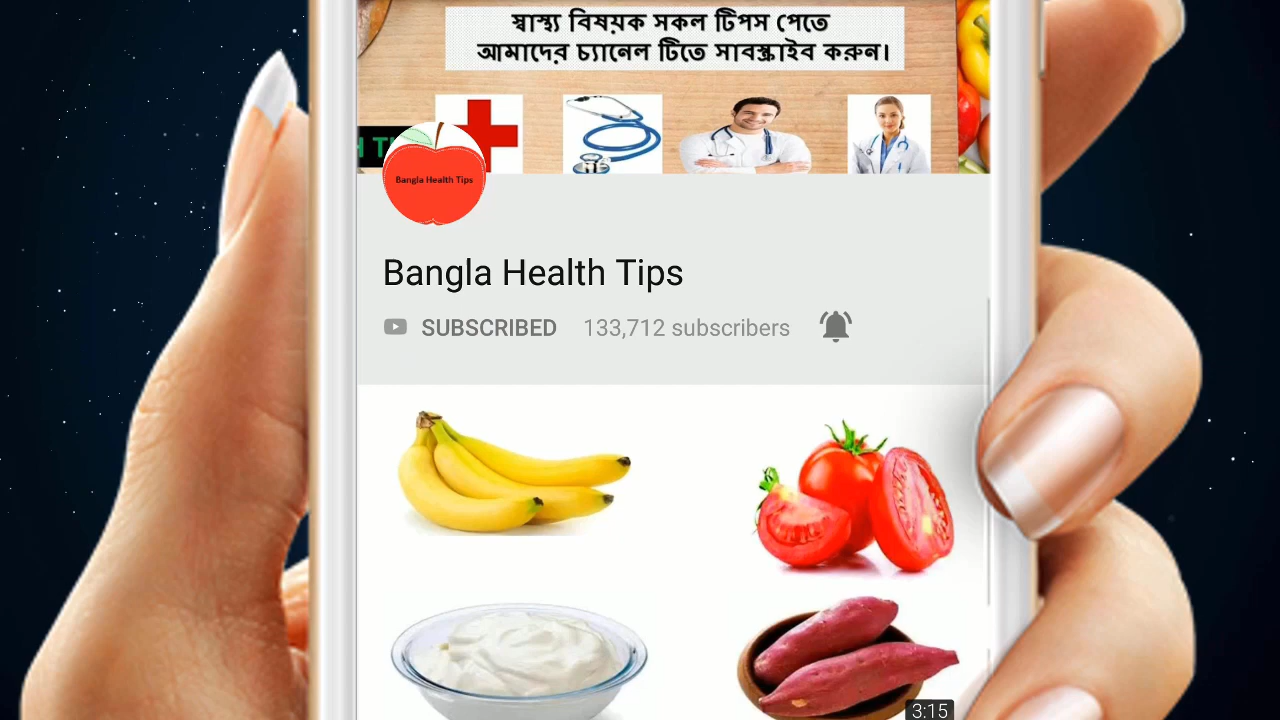 স্বাস্থ্য বিষয়ক সকল টিপস পেতে
আমাদের চ্যানেল টিতে সাবস্ক্রাইব করুন।
H T
Bangla Health Tips
Bangla Health Tips
SUBSCRIBED 133,712 subscribers
3:15